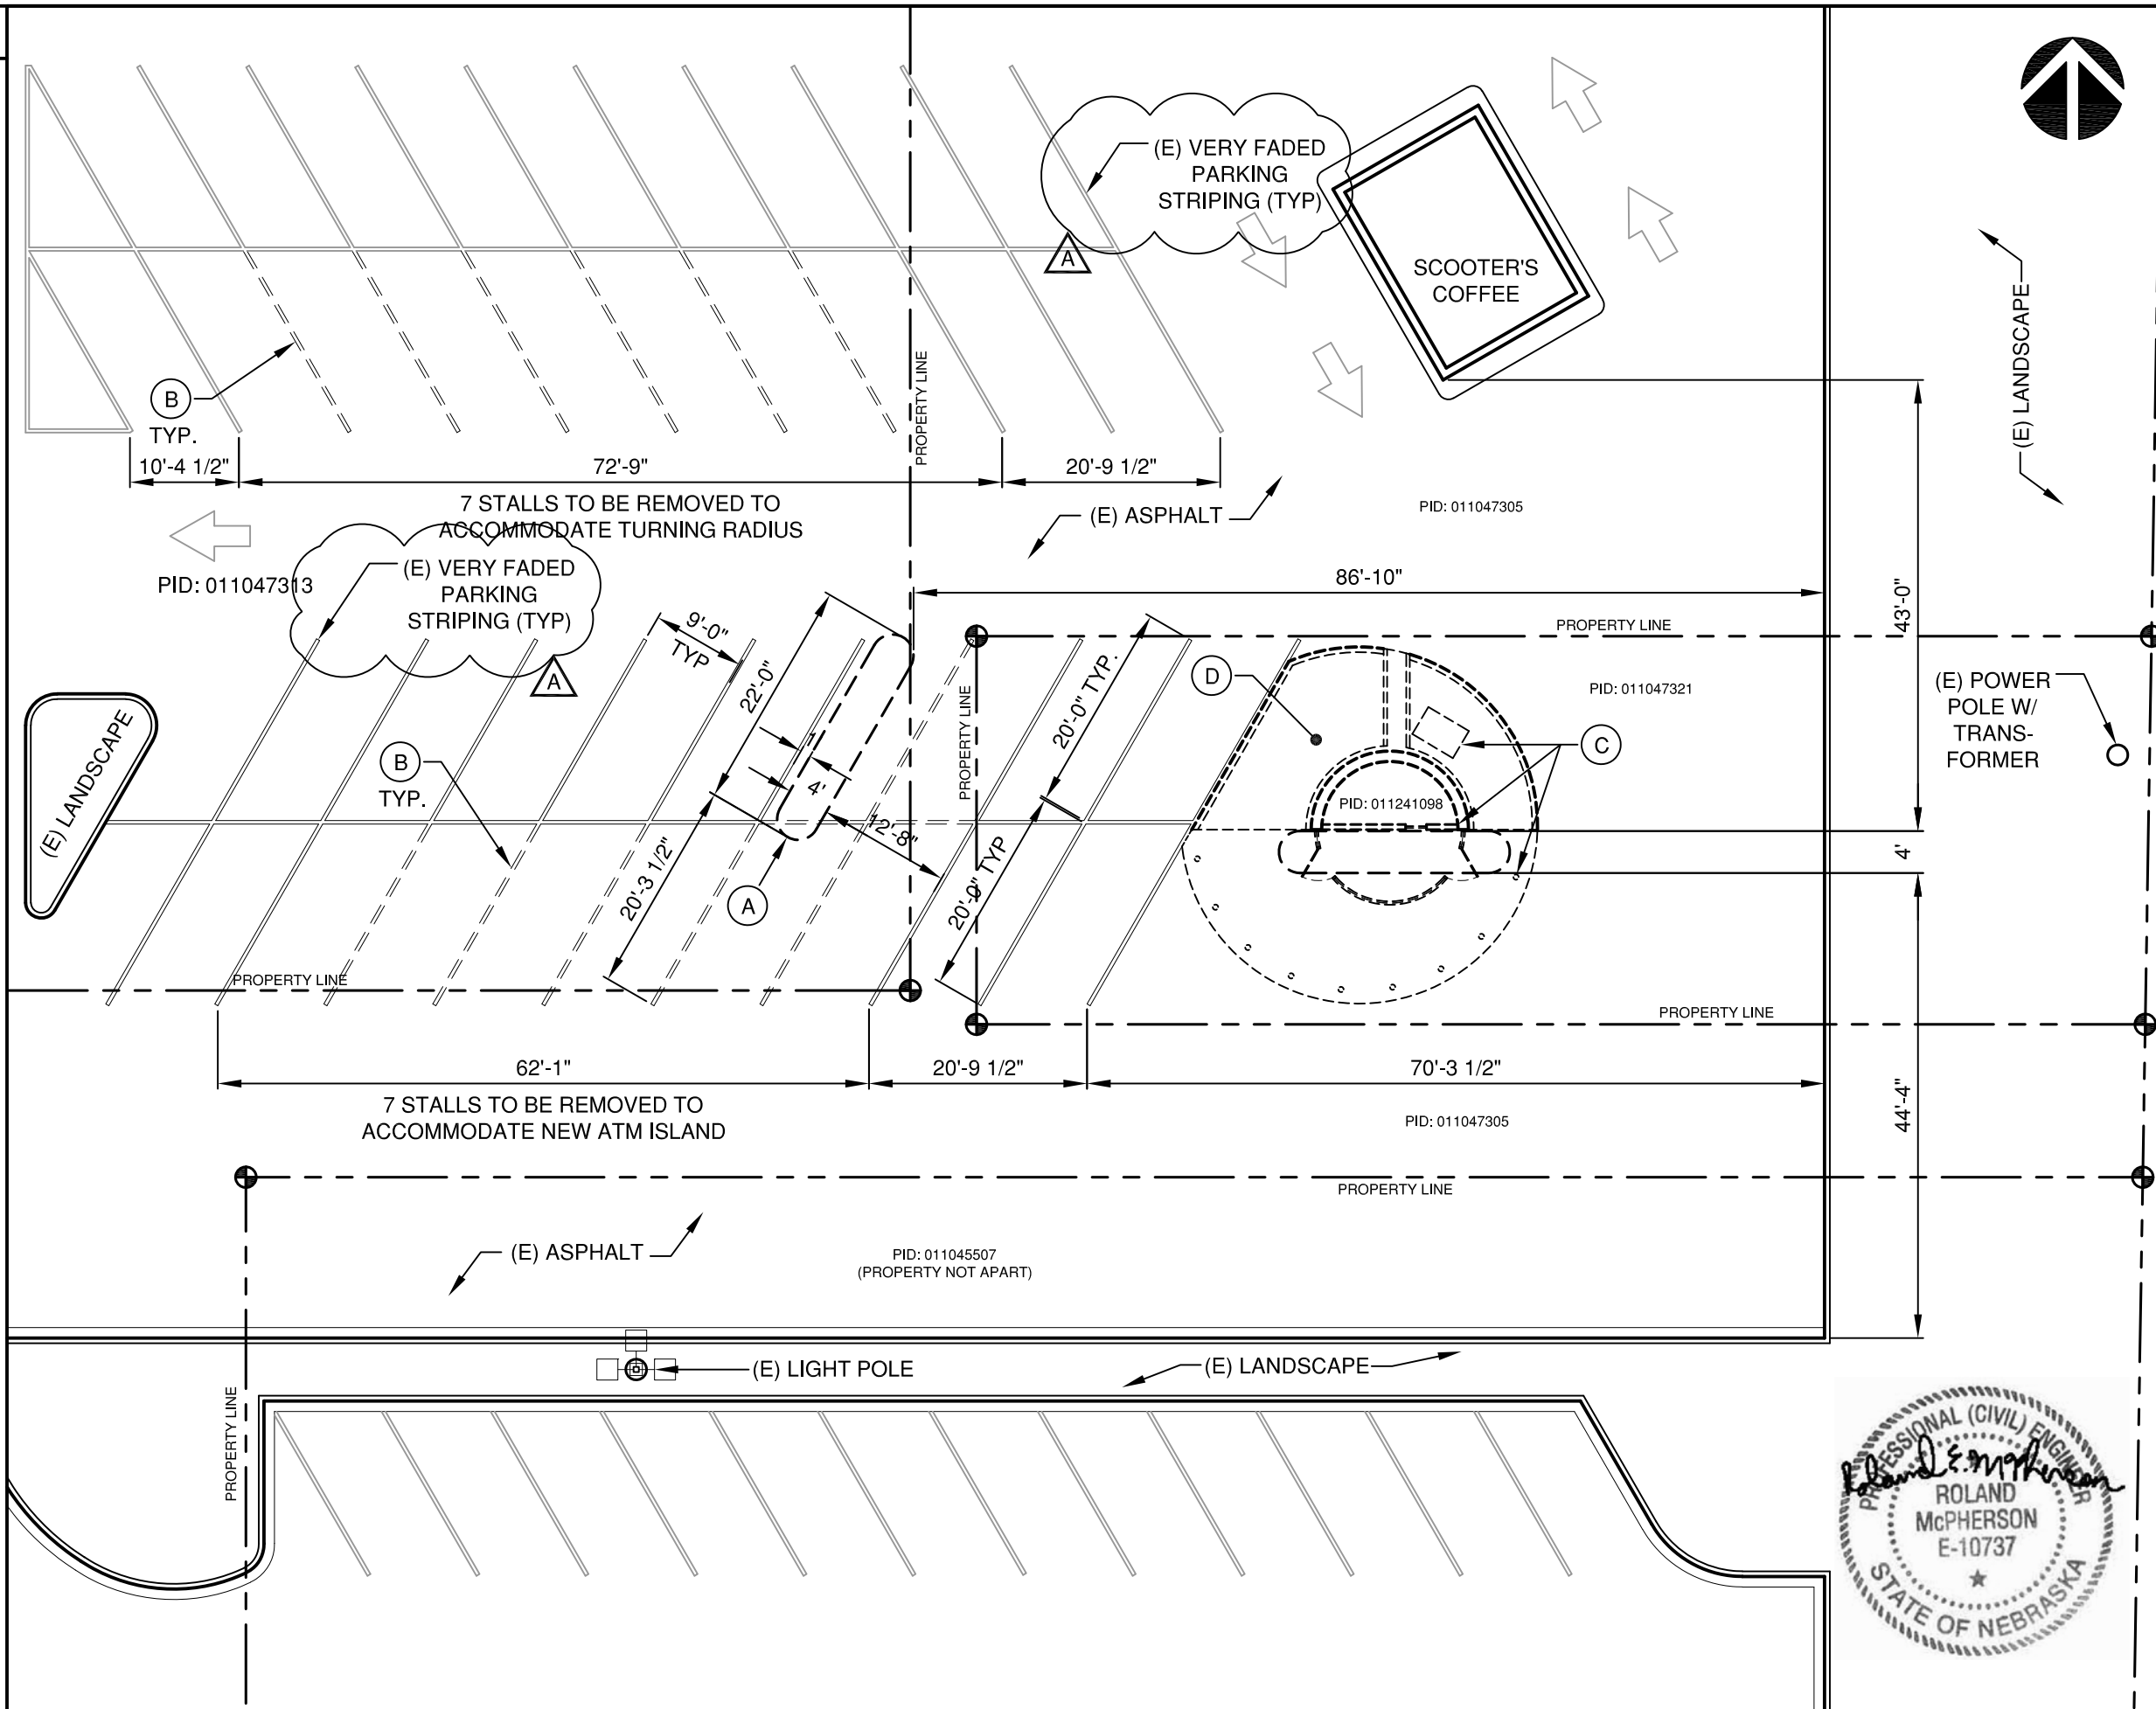 (E) VERY FADED
PARKING
STRIPING (TYP)
A
SCOOTER'S
COFFEE
(E) LANDSCAPE
B
TYP.
PROPERTY LINE
10'-4 1/2"
72'-9"
20'-9 1/2"
7 STALLS TO BE REMOVED TO
ACCOMMODATE TURNING RADIUS
(E) ASPHALT
PID: 011047305
PID: 011047313
(E) VERY FADED
PARKING
STRIPING (TYP)
A
86'-10"
43'-0"
9'-0"
TYP
22'-0"
20'-0" TYP.
PROPERTY LINE
PROPERTY LINE
D
PID: 011047321
(E) POWER
POLE W/
TRANS-
FORMER
C
(E) LANDSCAPE
B
TYP.
4'
12'-8"
PID: 011241098
4'
20'-3 1/2"
A
20'-0" TYP
PROPERTY LINE
PROPERTY LINE
62'-1"
20'-9 1/2"
70'-3 1/2"
7 STALLS TO BE REMOVED TO
ACCOMMODATE NEW ATM ISLAND
PID: 011047305
44'-4"
PROPERTY LINE
(E) ASPHALT
PID: 011045507
(PROPERTY NOT APART)
(E) LIGHT POLE
(E) LANDSCAPE
PROPERTY LINE
PROFESSIONAL (CIVIL) ENGINEER
Roland E. McPherson
ROLAND
McPHERSON
E-10737
STATE OF NEBRASKA